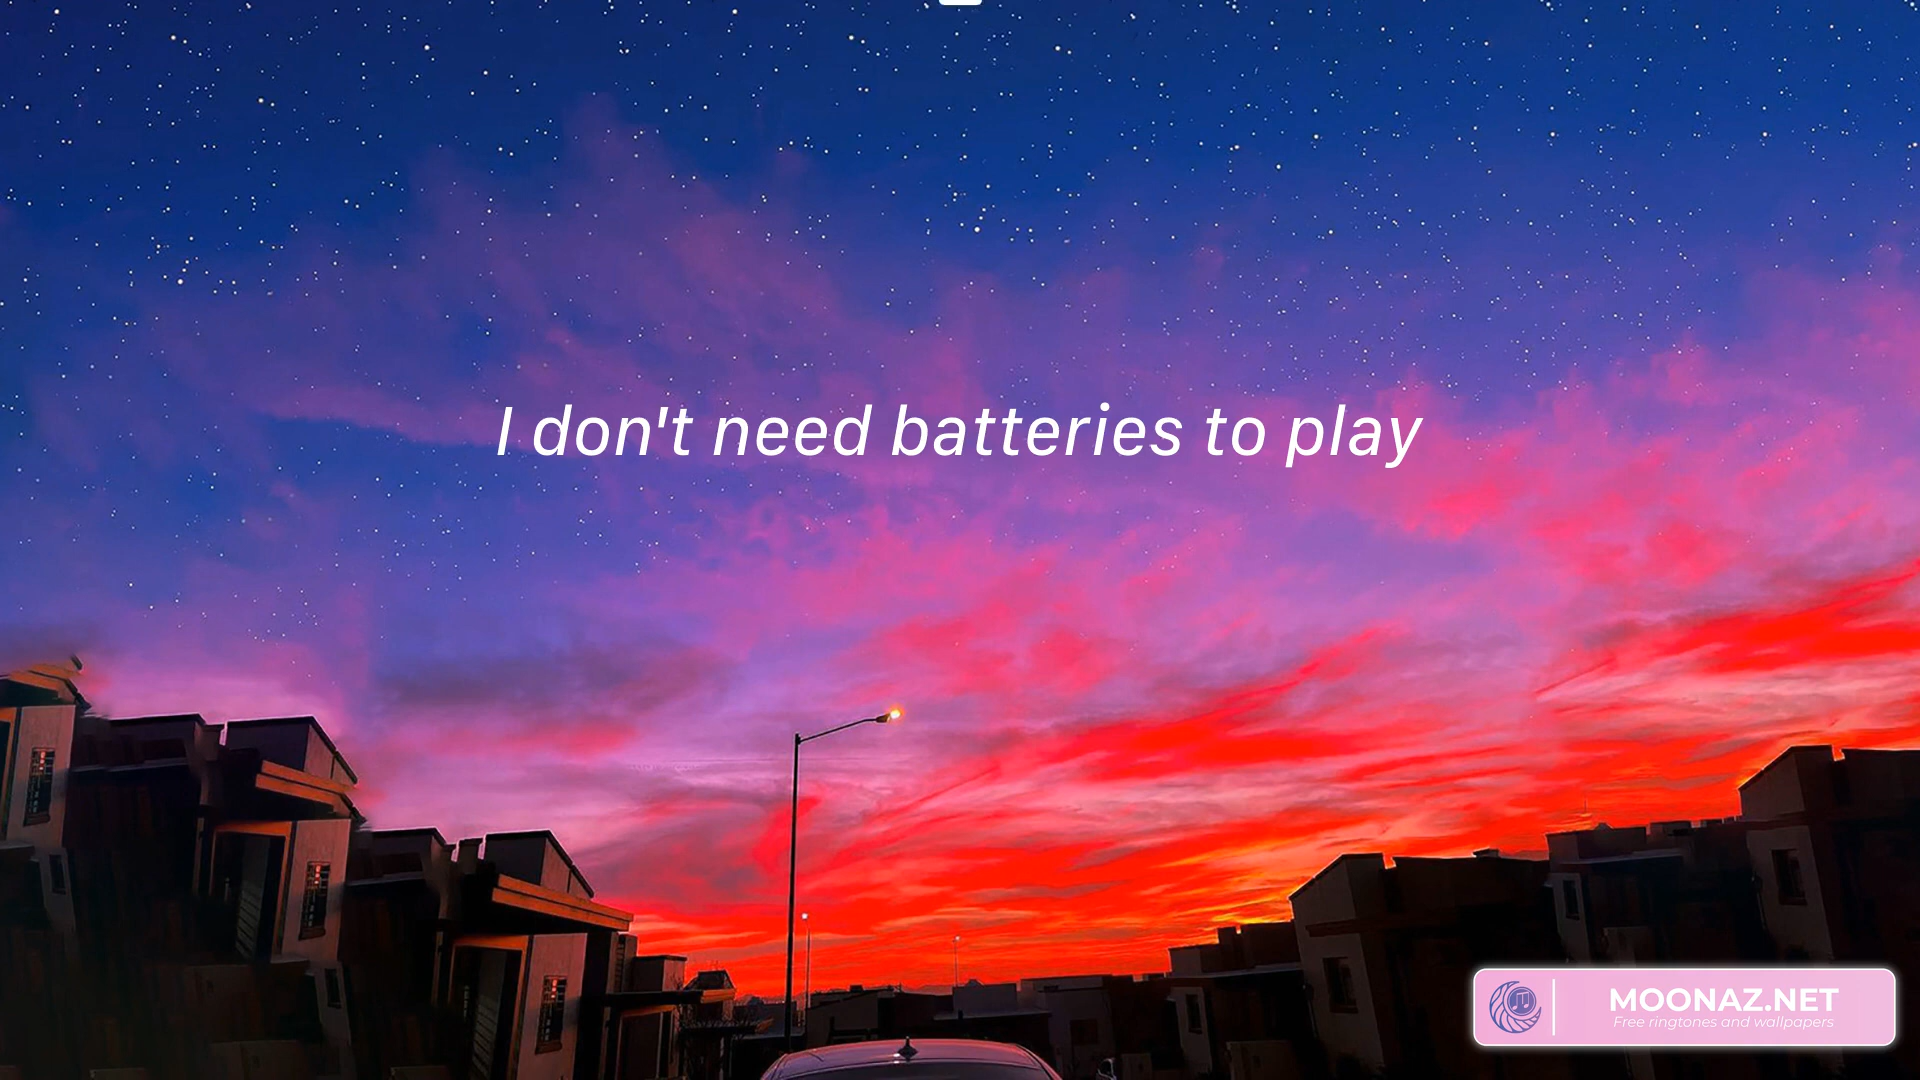 I don't need batteries to play
MOONAZ.NET
Free ringtones and wallpapers